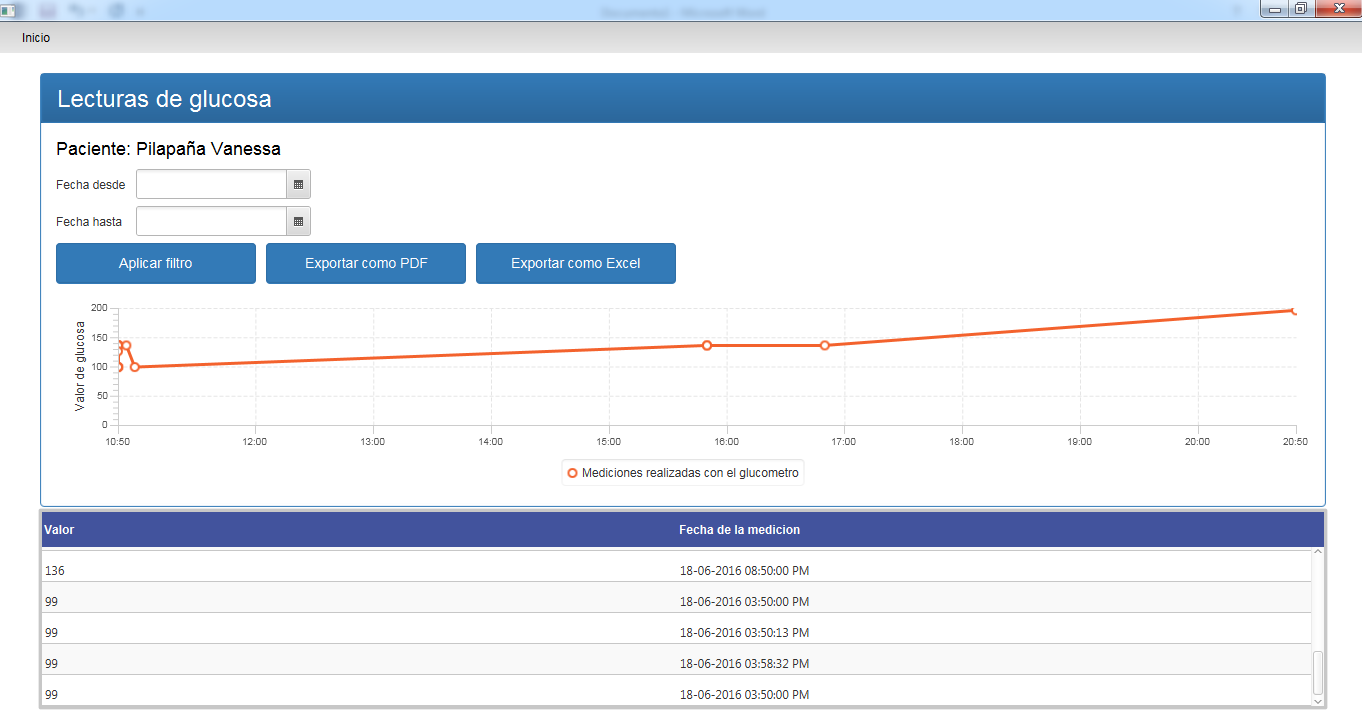 Inicio
Lecturas de glucosa
Paciente: Pilapaña Vanessa
Fecha desde
Fecha hasta
Aplicar filtro Exportar como PDF Exportar como Excel
Valor de glucosa
200
150
100
50
0
10:50 12:00 13:00 14:00 15:00 16:00 17:00 18:00 19:00 20:00 20:50
Mediciones realizadas con el glucometro
Valor Fecha de la medicion
136 18-06-2016 08:50:00 PM
99 18-06-2016 03:50:00 PM
99 18-06-2016 03:50:13 PM
99 18-06-2016 03:58:32 PM
99 18-06-2016 03:50:00 PM